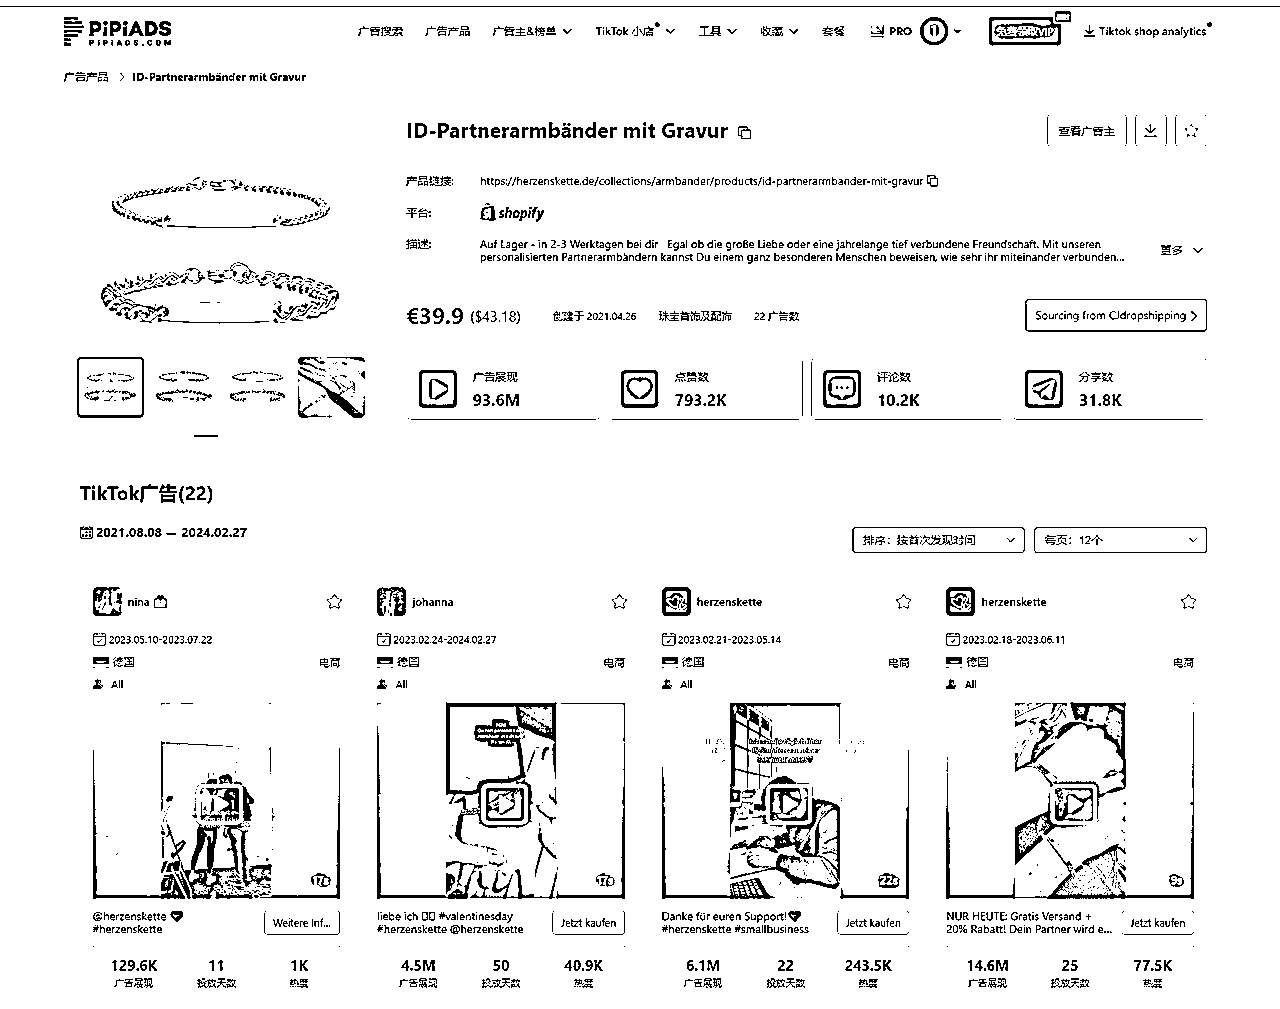 PiPiADS
PIPIADS.COM
广告搜索 广告产品 广告主&榜单 TikTok 小店 工具 收藏 套餐 PRO Tiktok shop analytics
广告产品 > ID-Partnerarmbänder mit Gravur
ID-Partnerarmbänder mit Gravur
查看广告主
产品链接: https://herzenskette.de/collections/armbander/products/id-partnerarmbander-mit-gravur
平台: shopify
描述: Auf Lager - in 2-3 Werktagen bei dir Egal ob die große Liebe oder eine jahrelange tief verbundene Freundschaft. Mit unseren
personalisierten Partnerarmbändern kannst Du einem ganz besonderen Menschen beweisen, wie sehr ihr miteinander verbunden...
更多
€39.9 ($43.18) 创建于 2021.04.26 珠宝首饰及配饰 22 广告数
Sourcing from CJdropshipping
广告展现
93.6M
点赞数
793.2K
评论数
10.2K
分享数
31.8K
TikTok广告(22)
2021.08.08 — 2024.02.27
排序: 按首次发现时间
每页: 12个
nina
2023.05.10-2023.07.22
德国 电商
All
@herzenskette
#herzenskette
Weitere Inf...
129.6K 11 1K
广告展现 投放天数 热度
johanna
2023.02.24-2024.02.27
德国 电商
All
liebe ich #valentinesday
#herzenskette @herzenskette
Jetzt kaufen
4.5M 50 40.9K
广告展现 投放天数 热度
herzenskette
2023.02.21-2023.05.14
德国 电商
All
Danke für euren Support!
#herzenskette #smallbusiness
Jetzt kaufen
6.1M 22 243.5K
广告展现 投放天数 热度
herzenskette
2023.02.18-2023.06.11
德国 电商
All
NUR HEUTE: Gratis Versand +
20% Rabatt! Dein Partner wird e...
Jetzt kaufen
14.6M 25 77.5K
广告展现 投放天数 热度